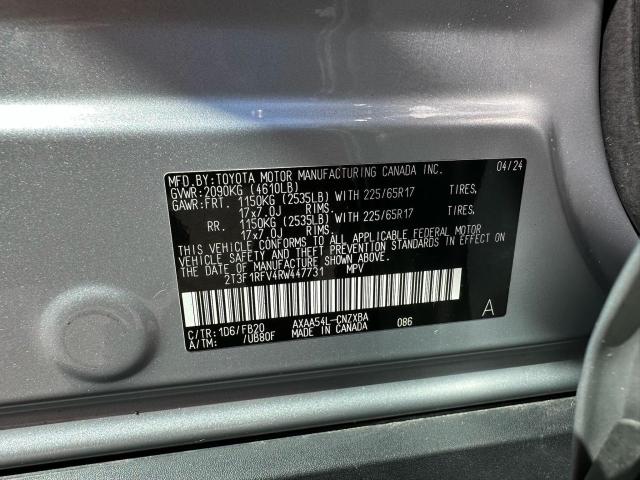 MFD.BY:TOYOTA MOTOR MANUFACTURING CANADA INC. 04/24
GVWR:2090KG (4610LB)
GAWR:FRT. 1150KG (2535LB) WITH 225/65R17 TIRES,
17x7.0J RIMS.
RR. 1150KG (2535LB) WITH 225/65R17 TIRES,
17x7.0J RIMS.
THIS VEHICLE CONFORMS TO ALL APPLICABLE FEDERAL MOTOR
VEHICLE SAFETY AND THEFT PREVENTION STANDARDS IN EFFECT ON
THE DATE OF MANUFACTURE SHOWN ABOVE.
2T3F1RFV4RW447731 MPV
C/TR:1D6/FB20 AXAA54L-CNZXBA 086 A
A/TM: /UB80F MADE IN CANADA